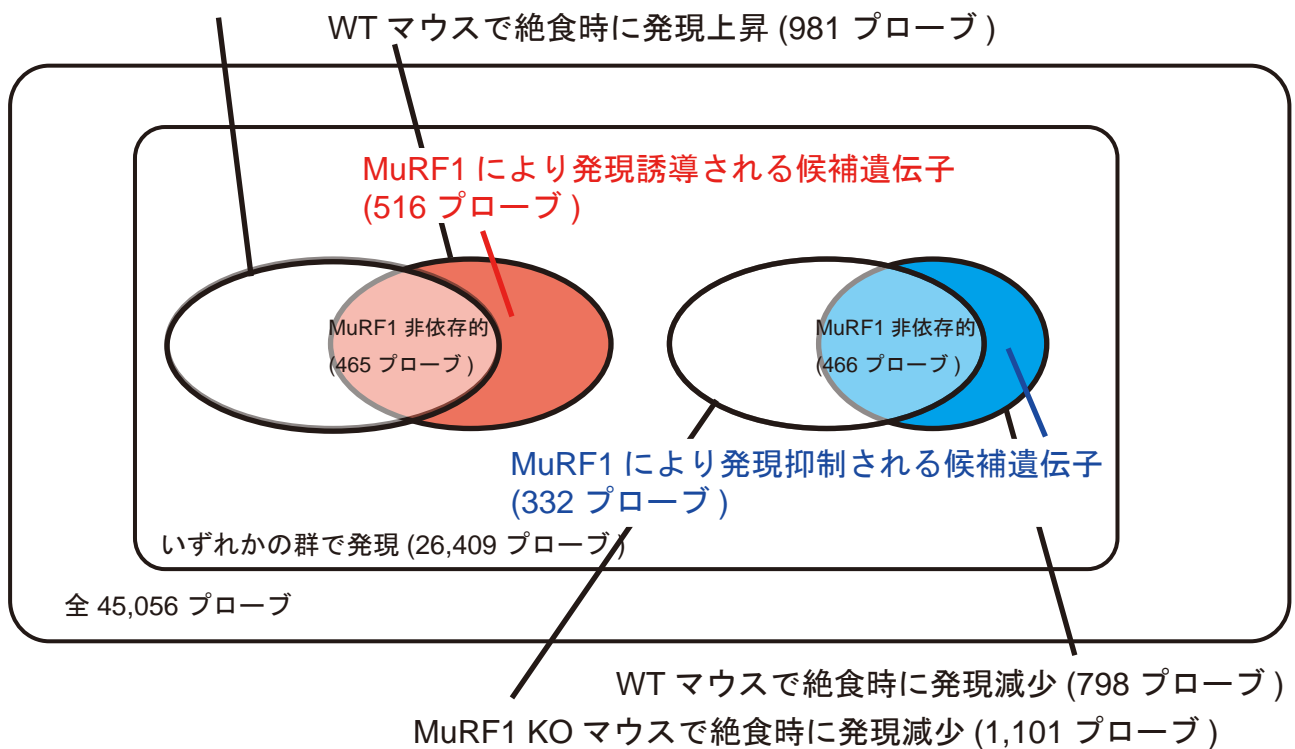 WT マウスで絶食時に発現上昇 (981 プローブ )
MuRF1 により発現誘導される候補遺伝子
(516 プローブ )
MuRF1 非依存的
(465 プローブ )
MuRF1 非依存的
(466 プローブ )
MuRF1 により発現抑制される候補遺伝子
(332 プローブ )
いずれかの群で発現 (26,409 プローブ )
全 45,056 プローブ
WT マウスで絶食時に発現減少 (798 プローブ )
MuRF1 KO マウスで絶食時に発現減少 (1,101 プローブ )